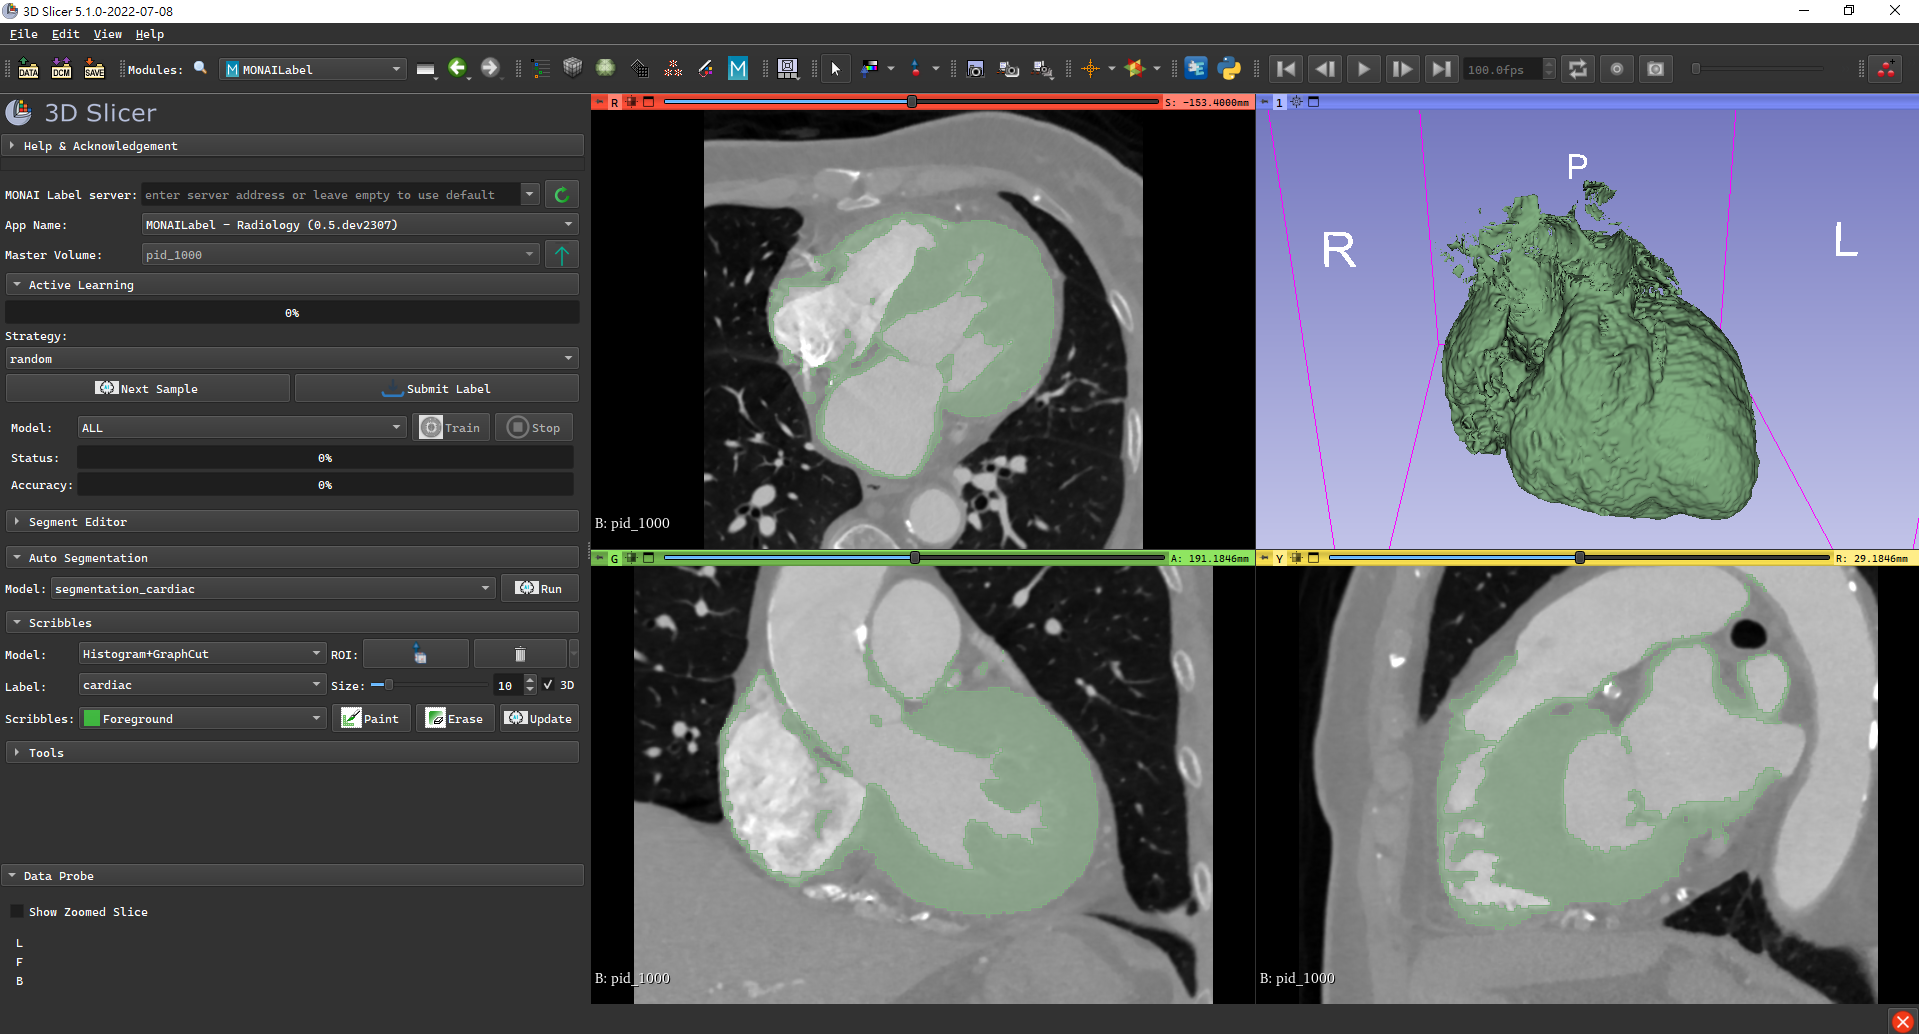 3D Slicer 5.1.0-2022-07-08
File Edit View Help
DATA DCM SAVE Modules: M MONAILabel M 100.0fps
3D Slicer
Help & Acknowledgement
MONAI Label server: enter server address or leave empty to use default
App Name: MONAILabel - Radiology (0.5.dev2307)
Master Volume: pid_1000
Active Learning
0%
Strategy:
random
Next Sample Submit Label
Model: ALL Train Stop
Status: 0%
Accuracy: 0%
Segment Editor
Auto Segmentation
Model: segmentation_cardiac Run
Scribbles
Model: Histogram+GraphCut ROI:
Label: cardiac Size: 10 3D
Scribbles: Foreground Paint Erase Update
Tools
Data Probe
Show Zoomed Slice
L
F
B
R S: -153.4000mm
B: pid_1000
1
P
R
L
G A: 191.1846mm
B: pid_1000
Y R: 29.1846mm
B: pid_1000